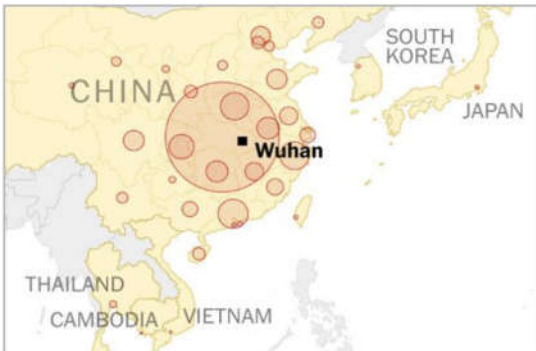 SOUTH
KOREA
CHINA
JAPAN
Wuhan
THAILAND
CAMBODIA
VIETNAM